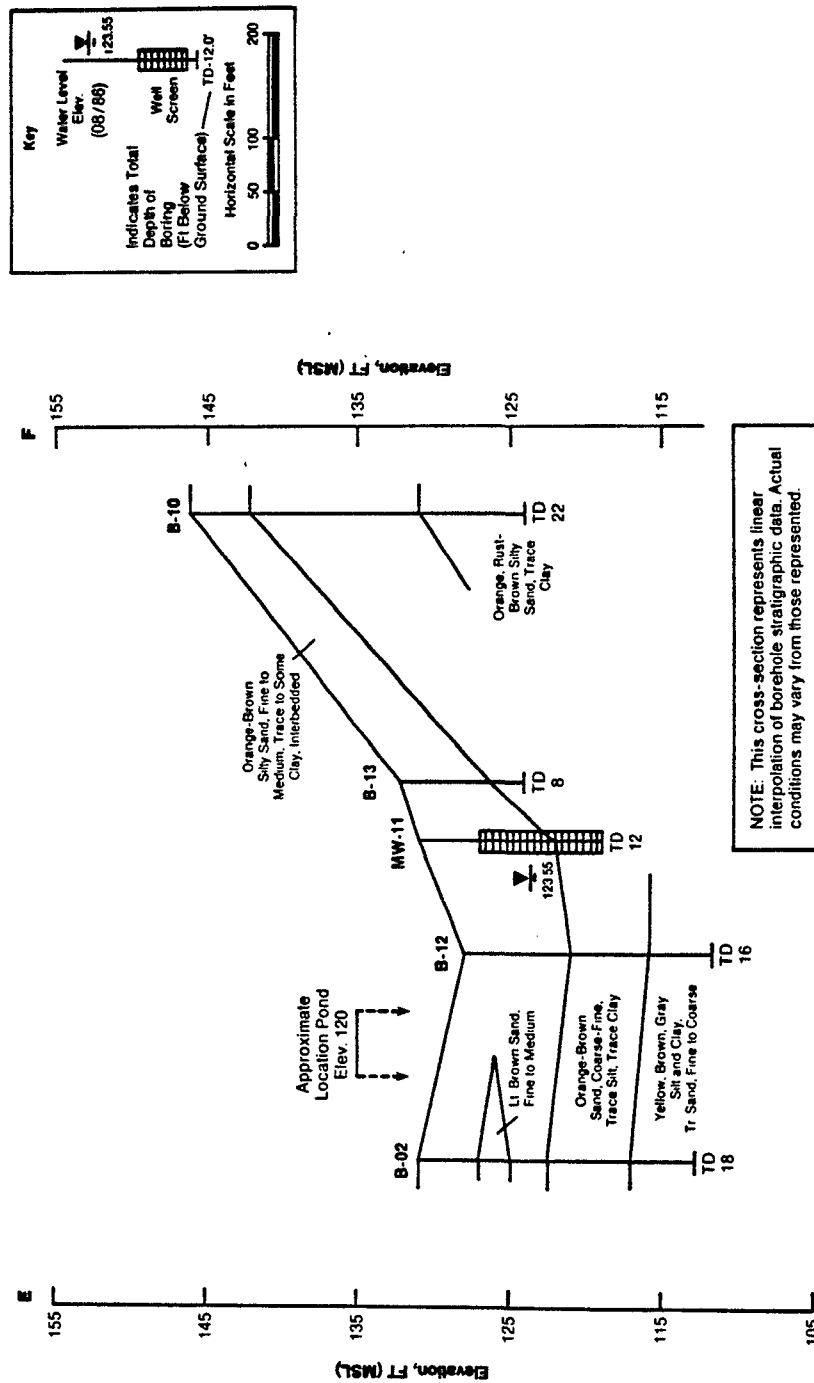 E
F
155
145
135
125
115
105
Elevation, FT (MSL)
155
145
135
125
115
Elevation, FT (MSL)
B-02
B-12
MW-11
B-13
B-10
Approximate
Location Pond
Elev. 120
Orange-Brown
Silty Sand, Fine to
Medium, Trace to Some
Clay, Interbedded
Lt Brown Sand,
Fine to Medium
Orange-Brown
Sand, Coarse-Fine,
Trace Silt, Trace Clay
Yellow, Brown, Gray
Silt and Clay,
Tr Sand, Fine to Coarse
Orange, Rust-
Brown Silty
Sand, Trace
Clay
123.55
TD
18
TD
16
TD
12
TD
8
TD
22
Key
Water Level
Elev.
(08/86)
123.55
Well
Screen
Indicates Total
Depth of
Boring
(Ft Below
Ground Surface)
TD-12.0'
Horizontal Scale in Feet
0 50 100 200
NOTE: This cross-section represents linear
interpolation of borehole stratigraphic data. Actual
conditions may vary from those represented.